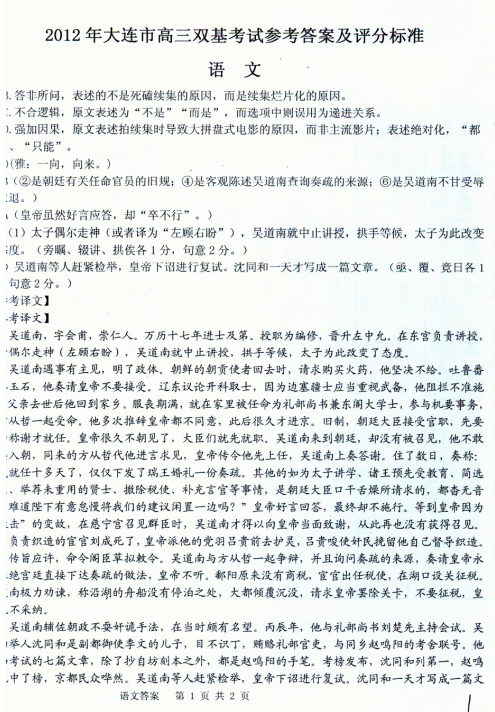 2012年大连市高三双基考试参考答案及评分标准
语 文
.答非所问，表述的不是死磕续集的原因，而是续集烂片化的原因。
.不合逻辑，原文表述为“不是”“而是”，而选项中则误用为递进关系。
.强加因果，原文表述拍续集时导致大拼盘式电影的原因，而非主流影片；表述绝对化，“都
、“只能”。
(雅：一向，向来。)
（②是朝廷有关任命官员的旧规；④是客观陈述吴道南查询奏疏的来源；⑥是吴道南不甘受辱
退。）
（皇帝虽然好言应答，却“卒不行”。）
（1）太子偶尔走神（或者译为“左顾右盼”），吴道南就中止讲授，拱手等候，太子为此改变
态度。（旁瞩、辍讲、拱俟各1分，句意2分。）
吴道南等人赶紧检举，皇帝下诏进行复试。沈同和一天才写成一篇文章。（亟、覆、竟日各1
句意2分。）
考译文】
考译文】
吴道南，字会甫，崇仁人。万历十七年进士及第。授职为编修，晋升左中允。在东宫负责讲授，
偶尔走神（左顾右盼），吴道南就中止讲授，拱手等候，太子为此改变了态度。
吴道南遇事有主见，明了政体。朝鲜的朝贡使者回去时，请求购买火药，他坚决不给。吐鲁番
玉石，他奏请皇帝不要接受。辽东议论开科取士，因为边塞疆士应当重视武备，他阻拦不准施
父亲去世后他回到家乡。服丧期满，就在家里被任命为礼部尚书兼东阁大学士，参与机要事务，
从哲一起受命。他多次推辞皇帝都不同意，此后很久才进京。旧制，朝廷大臣接受官职，先要
称谢才就任。皇帝很久不朝见了，大臣们就先就职。吴道南来到朝廷，却没有被召见，他不敢
入朝，同来的方从哲代他进言求见，皇帝传令他先上任，吴道南上奏答谢。住了数日，奏称：
就任十多天了，仅仅下发了瑞王婚礼一份奏疏。其他的如为太子讲学、诸王预先受教育、简选
、举荐未重用的贤士、撤除税使、补充言官等事情，是朝廷大臣口干舌燥所请求的，都杳无音
难道陛下有意怠慢将我们的建议闲置一边吗？”皇帝好言回答，最终却不施行。等到皇帝因为
去”的变故，在慈宁宫召见群臣时，吴道南才得以向皇帝当面致谢，从此再也没有获得召见。
负责织造的宦官刘成死了，皇帝派他的党羽吕贵前去护灵，吕贵唆使奸民挽留他自己督导织造。
传旨应许，命令阁臣草拟敕令。吴道南与方从哲一起争辩，并且询问奏疏的来源，奏请皇帝永
绝宫廷直接下达奏疏的做法，皇帝不听。鄱阳原来没有商税，宦官出任税使，在湖口设关征税。
南极力劝谏，称沿湖的舟船没有停泊之处，大都倾覆沉没，请求皇帝罢除关卡，不要征税，皇
不采纳。
吴道南辅佐朝政不耍奸诡手法，在当时颇有名望。丙辰年，他与礼部尚书刘楚先主持会试。吴
举人沈同和是副都御使季文的儿子，目不识丁，贿赂礼部官吏，与同乡赵鸣阳的考舍联号。他
考试的七篇文章，除了抄自坊刻本之外，都是赵鸣阳的手笔。考榜发布，沈同和列第一，赵鸣
中了榜，京都民众哗然。吴道南等人赶紧检举，皇帝下诏进行复试。沈同和一天才写成一篇文
语文答案 第 1 页 共 2 页
1